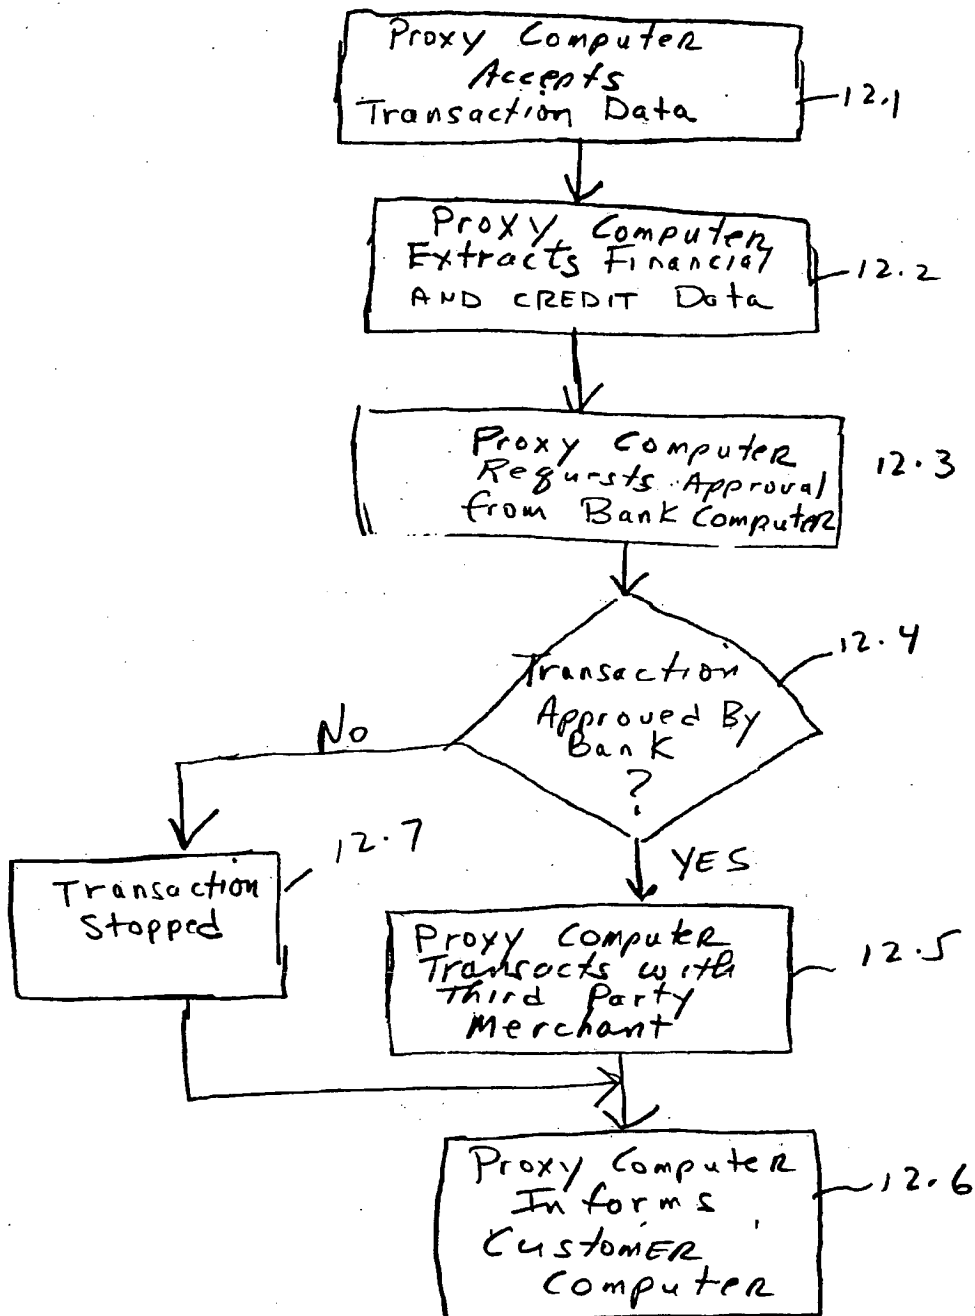 Proxy Computer
Accepts
Transaction Data
12.1
Proxy Computer
Extracts Financial
AND CREDIT Data
12.2
Proxy Computer
Reqursts Approval
from Bank Computer
12.3
Transaction
Approved By
Bank
?
12.4
No
YES
Transaction
Stopped
12.7
Proxy Computer
Transacts with
Third Party
Merchant
12.5
Proxy Computer
Informs
Customer
Computer
12.6